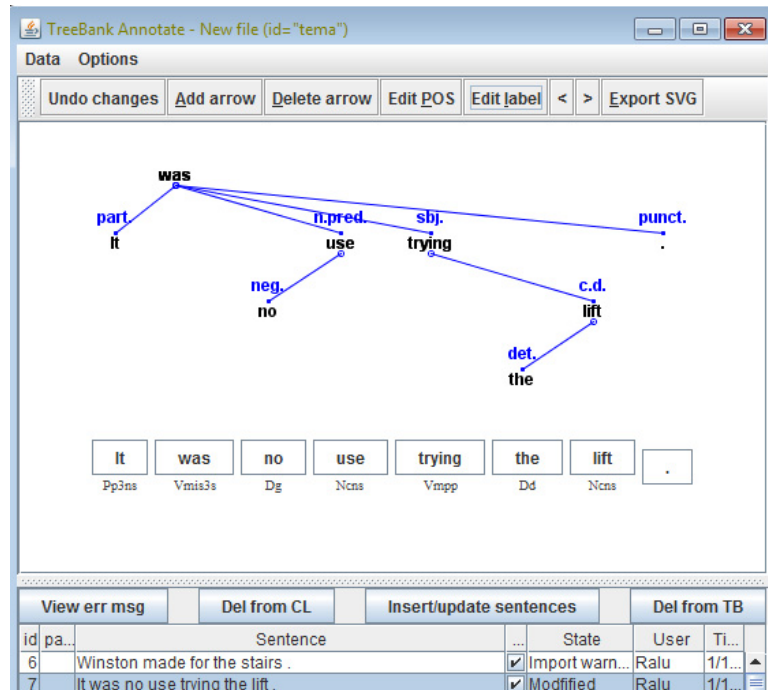 TreeBank Annotate - New file (id="tema")
Data Options
Undo changes Add arrow Delete arrow Edit POS Edit label < > Export SVG
was
part. n.pred. sbj. punct.
It use trying .
neg. c.d.
no lift
det.
the
It was no use trying the lift .
Pp3ns Vmis3s Dg Ncns Vmpp Dd Ncns
View err msg Del from CL Insert/update sentences Del from TB
id pa... Sentence ... State User Ti...
6 Winston made for the stairs . Import warn... Ralu 1/1...
7 It was no use trying the lift . Modfified Ralu 1/1...